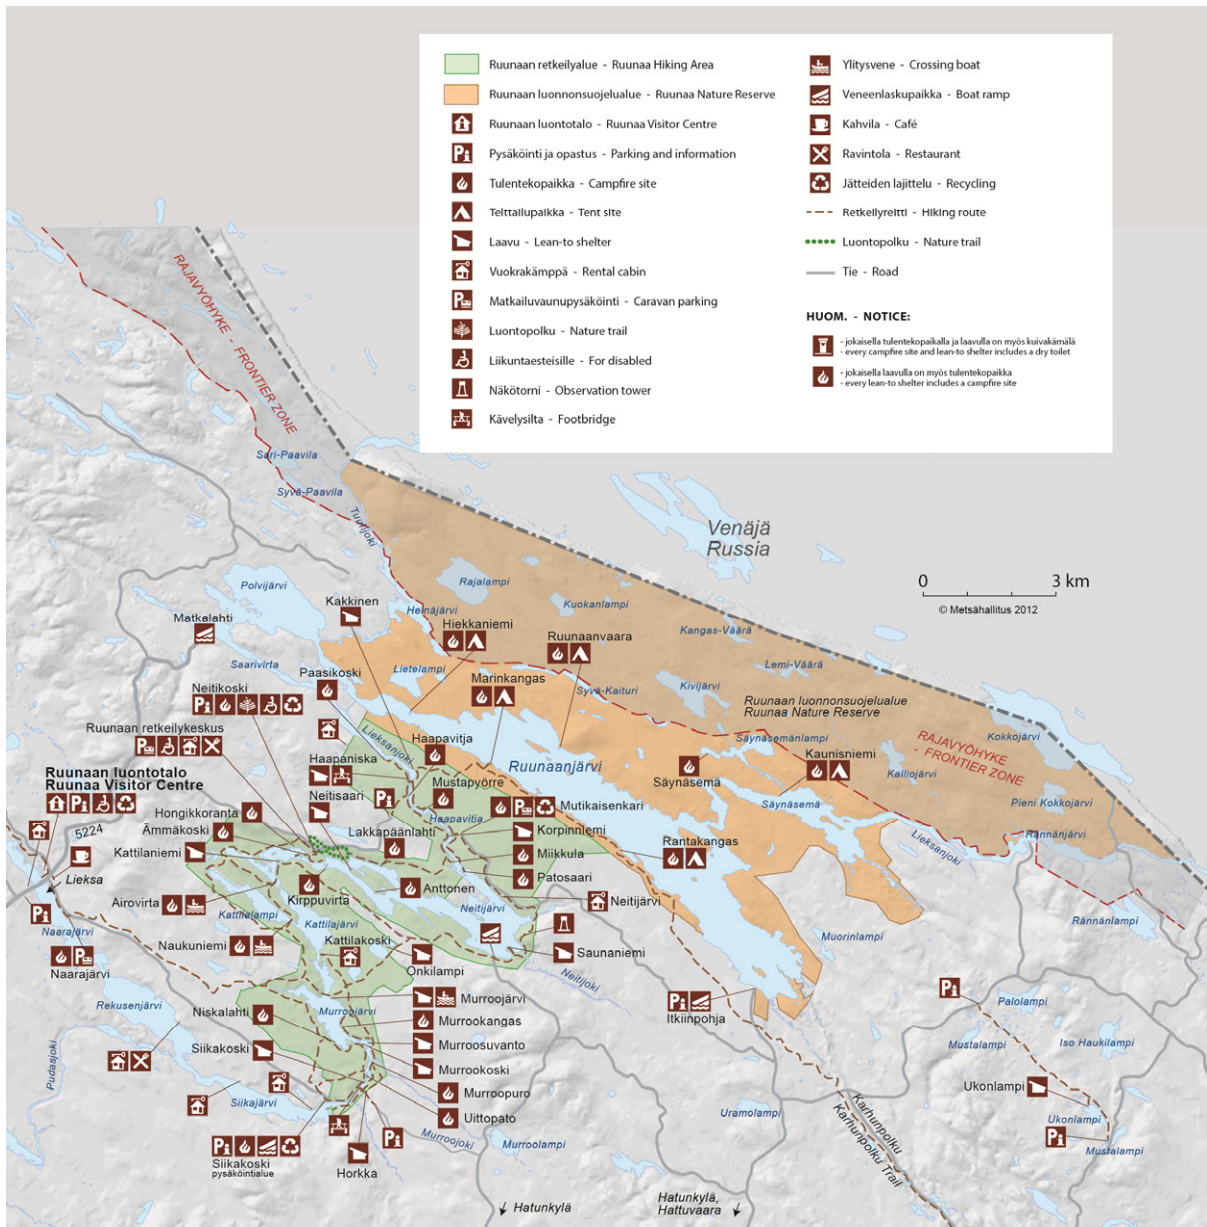 Ruunaan retkeilyalue - Ruunaa Hiking Area
Ruunaan luonnonsuojelualue - Ruunaa Nature Reserve
Ruunaan luontotalo - Ruunaa Visitor Centre
Pysäköinti ja opastus - Parking and information
Tulentekopaikka - Campfire site
Telttailupaikka - Tent site
Laavu - Lean-to shelter
Vuokrakämppä - Rental cabin
Matkailuvaunupysäköinti - Caravan parking
Luontopolku - Nature trail
Liikuntaesteisille - For disabled
Näkötorni - Observation tower
Kävelysilta - Footbridge
Ylitysvene - Crossing boat
Veneenlaskupaikka - Boat ramp
Kahvila - Café
Ravintola - Restaurant
Jätteiden lajittelu - Recycling
Retkeilyreitti - Hiking route
Luontopolku - Nature trail
Tie - Road
HUOM. - NOTICE:
- jokaisella tulentekopaikalla ja laavulla on myös kuivakämälä
- every campfire site and lean-to shelter includes a dry toilet
- jokaisella laavulla on myös tulentekopaikka
- every lean-to shelter includes a campfire site
RAJAVYÖHYKE - FRONTIER ZONE
Sari-Paavila
Syvä-Paavila
Tuulijoki
Venäjä
Russia
0 3 km
© Metsähallitus 2012
Polvijärvi
Kakkinen
Heinäjärvi
Hiekkaniemi
Rajalampi
Kuokanlampi
Ruunaanvaara
Kangas-Väärä
Lemi-Väärä
Matkalahti
Saarivirta
Paasikoski
Lietelampi
Marinkangas
Syvä-Kaituri
Kivijärvi
Ruunaan luonnonsuojelualue
Ruunaa Nature Reserve
Neitikoski
Ruunaan retkeilykeskus
Lieksanjoki
Haapavitja
Ruunaanjärvi
Säynäsemänlampi
Kaunisniemi
RAJAVYÖHYKE
- FRONTIER ZONE
Kokkojärvi
Ruunaan luontotalo
Ruunaa Visitor Centre
Haapaniska
Neitisaari
Mustapyörre
Säynäsemä
Kalliojärvi
Säynäsemä
Pieni Kokkojärvi
Hongikkoranta
Ämmäkoski
5224
Kattilaniemi
Lakkapäänlahti
Haapavitja
Mutikaisenkari
Korpinniemi
Miikkula
Patosaari
Rantakangas
Lieksanjoki
Rännänjärvi
Lieksa
Airovirta
Kirppuvirta
Anttonen
Neitijärvi
Neitijärvi
Rännänlampi
Naarajärvi
Kattilalampi
Kattilajärvi
Naukuniemi
Kattilakoski
Onkilampi
Saunaniemi
Neitijoki
Muorinlampi
Naarajärvi
Rekusenjärvi
Niskalahti
Murroojärvi
Murroojärvi
Murrookangas
Murroosuvanto
Murrookoski
Murroopuro
Uittopato
Itkiinpohja
Palolampi
Mustalampi
Iso Haukilampi
Siikakoski
Pudasjoki
Siikajärvi
Ukonlampi
Ukonlampi
Mustalampi
Uramolampi
Karhunpolku
Karhunpolku Trail
Siikakoski
pysäköintialue
Horkka
Murroojoki
Murroolampi
Hatunkylä
Hatunkylä,
Hattuvaara